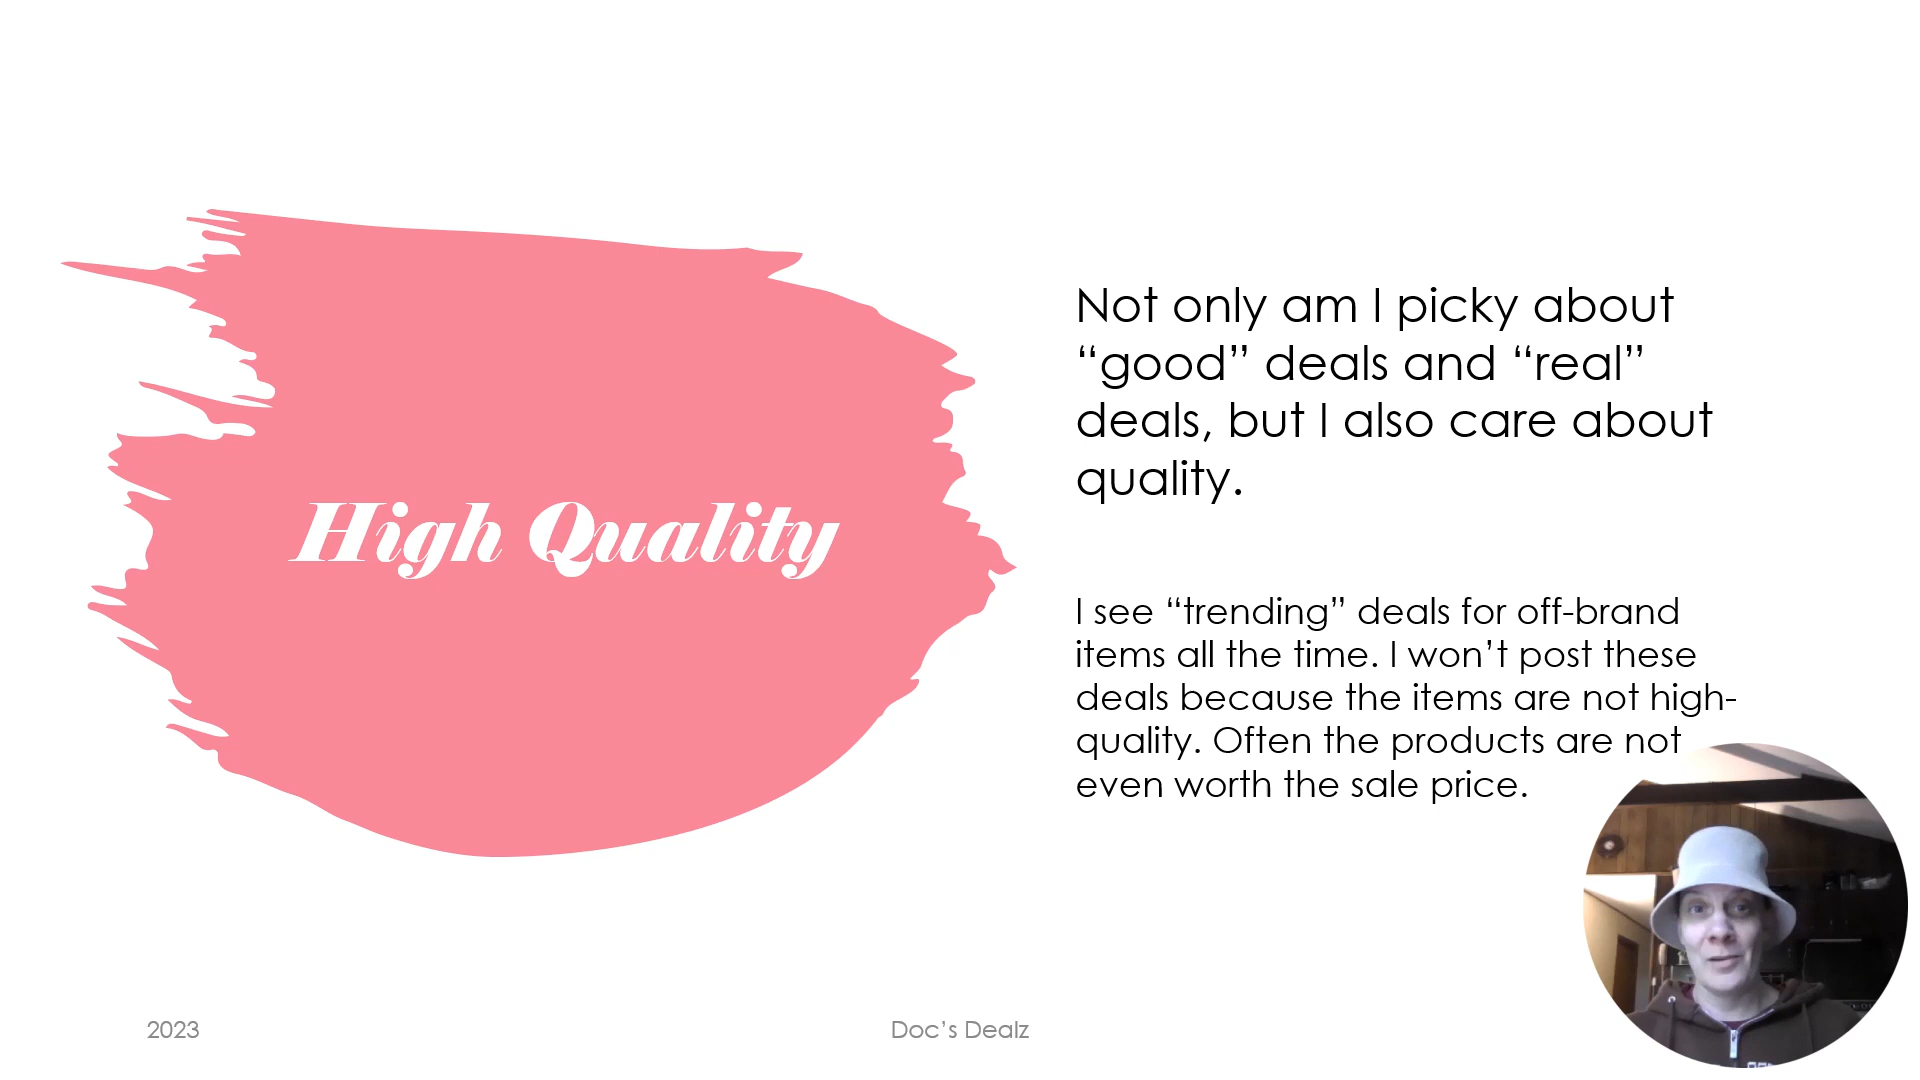 High Quality
Not only am I picky about
“good” deals and “real”
deals, but I also care about
quality.
I see “trending” deals for off-brand
items all the time. I won’t post these
deals because the items are not high-
quality. Often the products are not
even worth the sale price.
2023
Doc’s Dealz